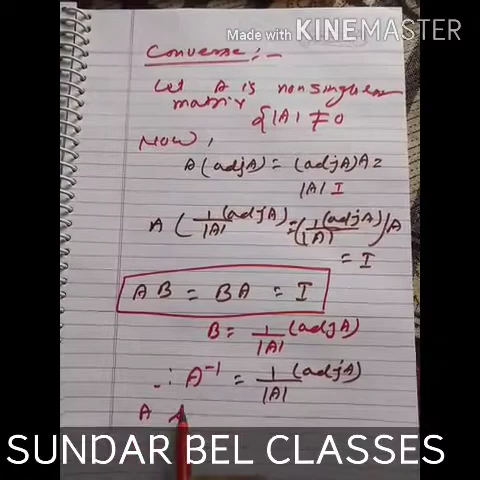 Made with KINEMASTER
Converse:-
Let A is nonsingular
matrix
{|A| ≠ 0
Now,
A(adjA) = (adjA)A =
|A| I
A(1/|A| (adjA) = (1/|A| (adjA))A
= I
AB = BA = I
B = 1/|A| (adjA)
∴ A⁻¹ = 1/|A| (adjA)
A
SUNDAR BEL CLASSES